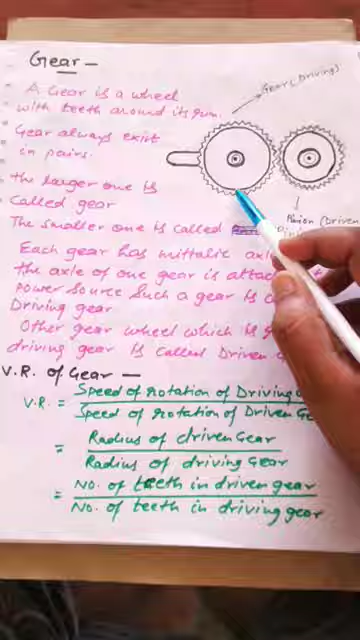 Gear -
Gear (Driving)
A Gear is a wheel
with teeth around its rim.
Gear always exist
in pairs.
the larger one is
Called gear
Pinion (Driven
The smaller one is called
Each gear has mittalic
the axle of one gear is attac
power source Such a gear is
Driving gear
Other gear wheel which is
driving gear is called Driven
V.R. of Gear -
V.R. = Speed of rotation of Driving
Speed of rotation of Driven Ge
= Radius of driven Gear
Radius of driving Gear
= No. of teeth in driven gear
No. of teeth in driving gear